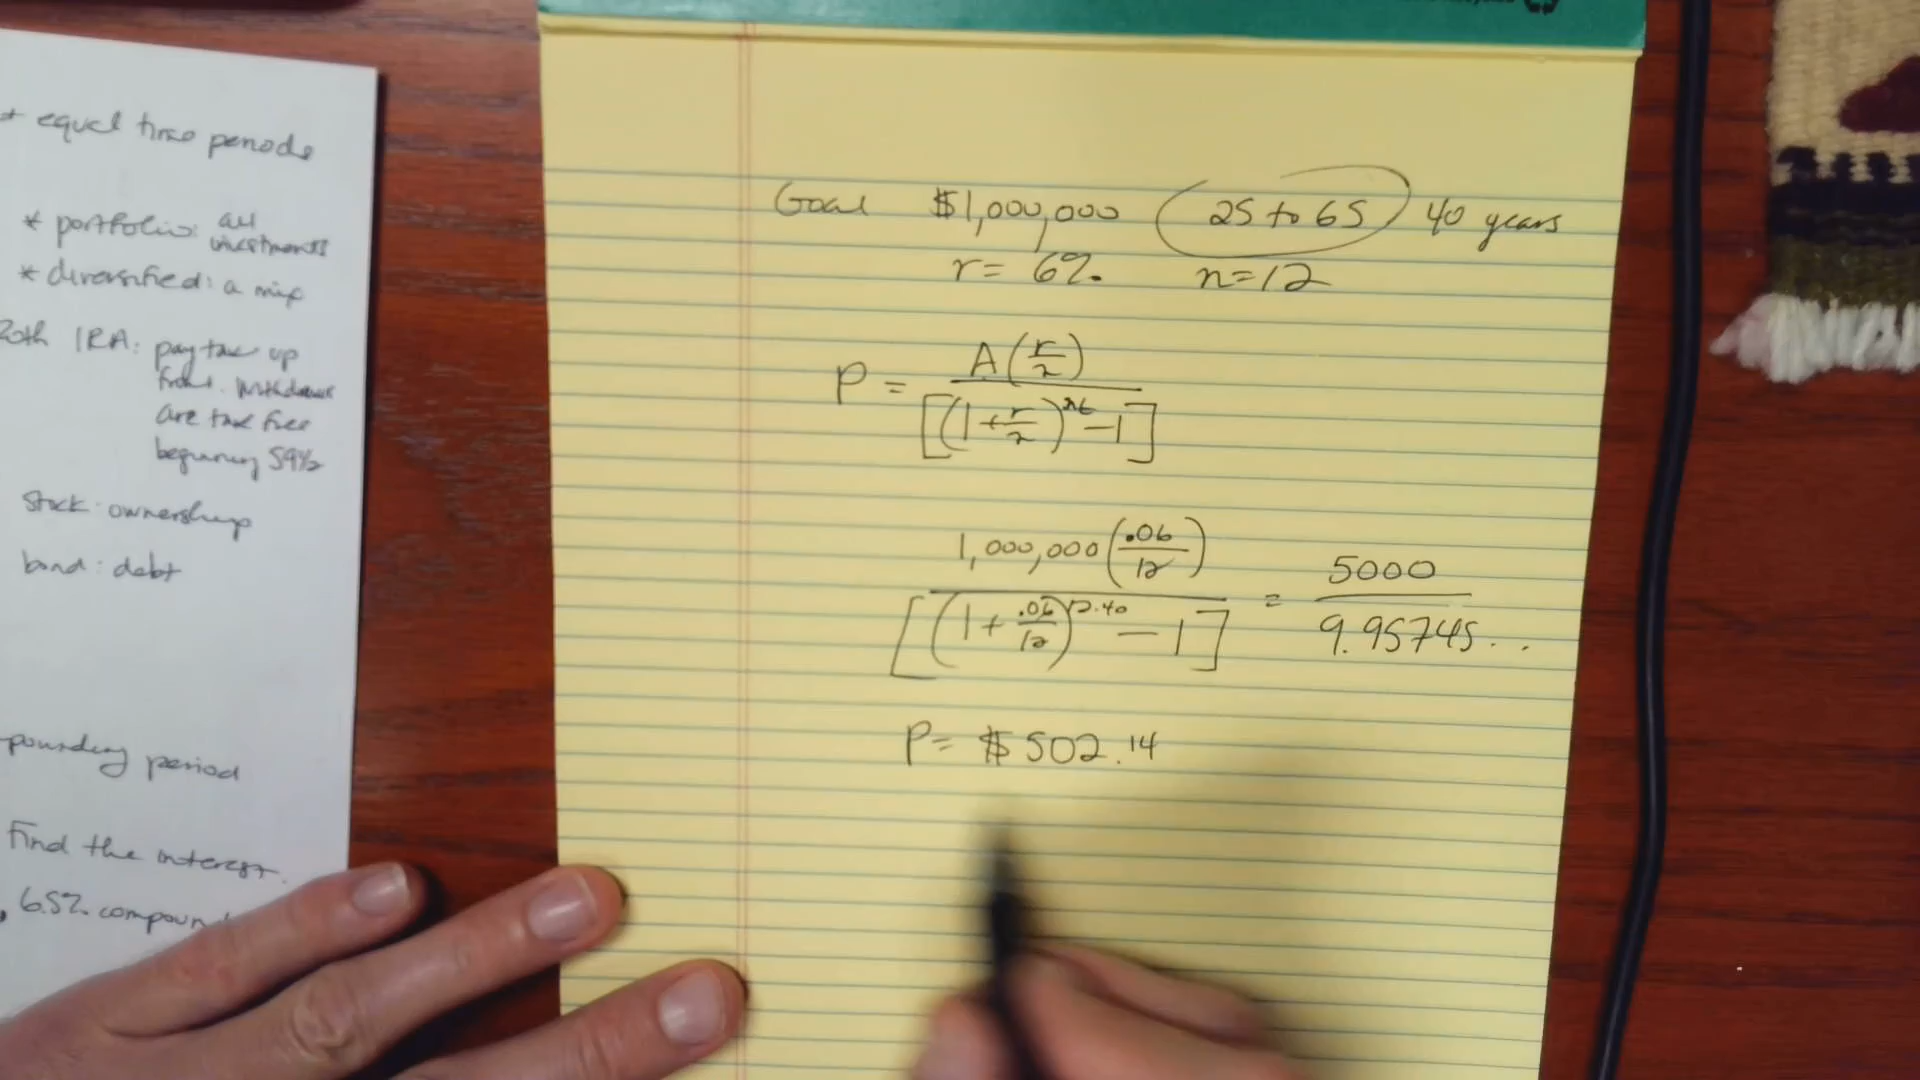 * equal time periods
* portfolio: all
investments
* diversified: a mix
Roth IRA: pay tax up
front. Withdraws
are tax free
beginning 59½
Stock: ownership
bond: debt
pounding period
Find the interest.
, 6.5% compoun
Goal $1,000,000 (25 to 65) 40 years
r = 6% n=12
P = A(r/n) / [(1+r/n)^nt - 1]
1,000,000(.06/12) / [(1+.06/12)^12·40 - 1] = 5000 / 9.95745...
P= $502.14